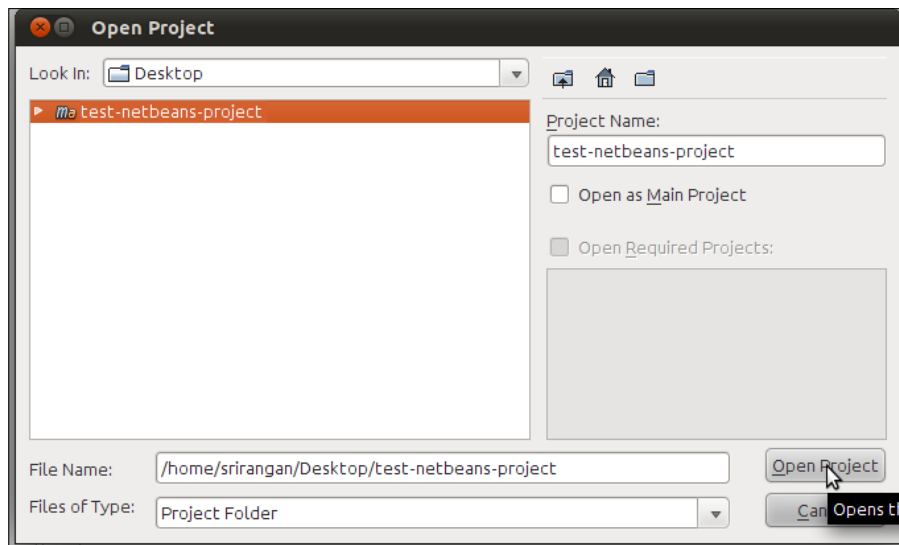 Open Project
Look In: Desktop
ma test-netbeans-project
Project Name:
test-netbeans-project
Open as Main Project
Open Required Projects:
File Name: /home/srirangan/Desktop/test-netbeans-project
Open Project
Files of Type: Project Folder
Opens